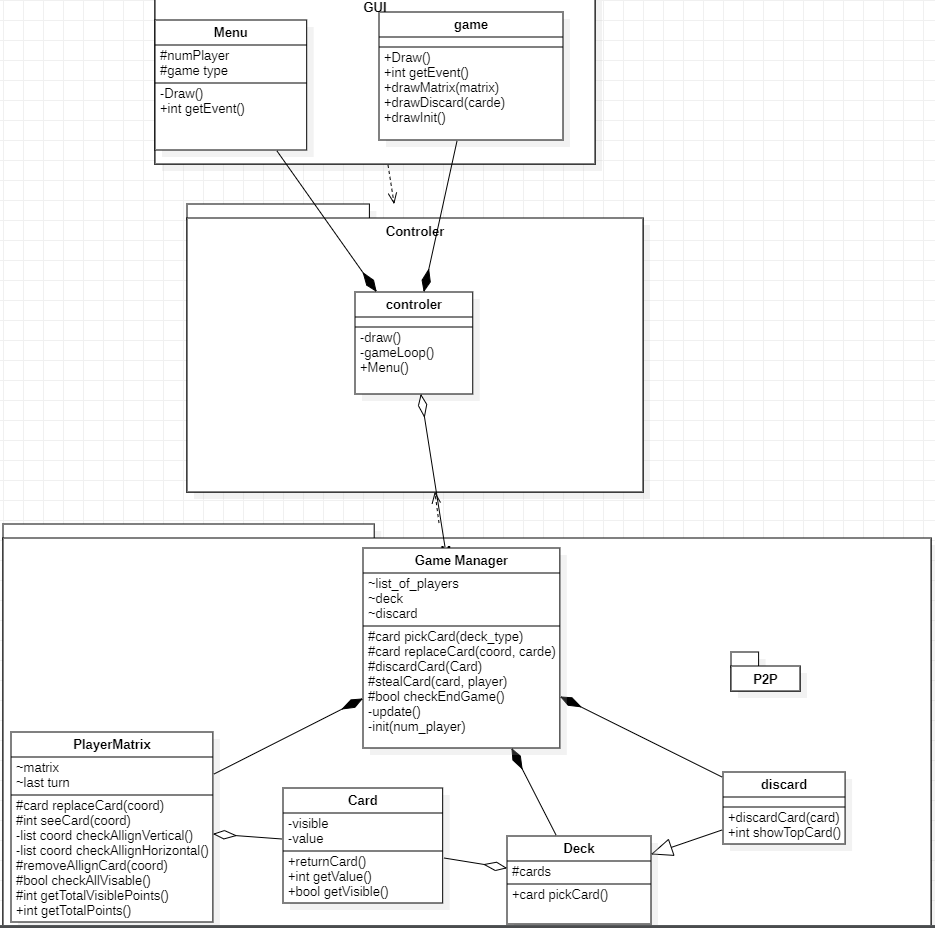 GUI
Menu
#numPlayer
#game type
-Draw()
+int getEvent()
game
+Draw()
+int getEvent()
+drawMatrix(matrix)
+drawDiscard(carde)
+drawInit()
Controler
controler
-draw()
-gameLoop()
+Menu()
Game Manager
~list_of_players
~deck
~discard
#card pickCard(deck_type)
#card replaceCard(coord, carde)
#discardCard(Card)
#stealCard(card, player)
#bool checkEndGame()
-update()
-init(num_player)
P2P
PlayerMatrix
~matrix
~last turn
#card replaceCard(coord)
#int seeCard(coord)
-list coord checkAllignVertical()
-list coord checkAllignHorizontal()
#removeAllignCard(coord)
#bool checkAllVisable()
#int getTotalVisiblePoints()
+int getTotalPoints()
Card
-visible
-value
+returnCard()
+int getValue()
+bool getVisible()
Deck
#cards
+card pickCard()
discard
+discardCard(card)
+int showTopCard()